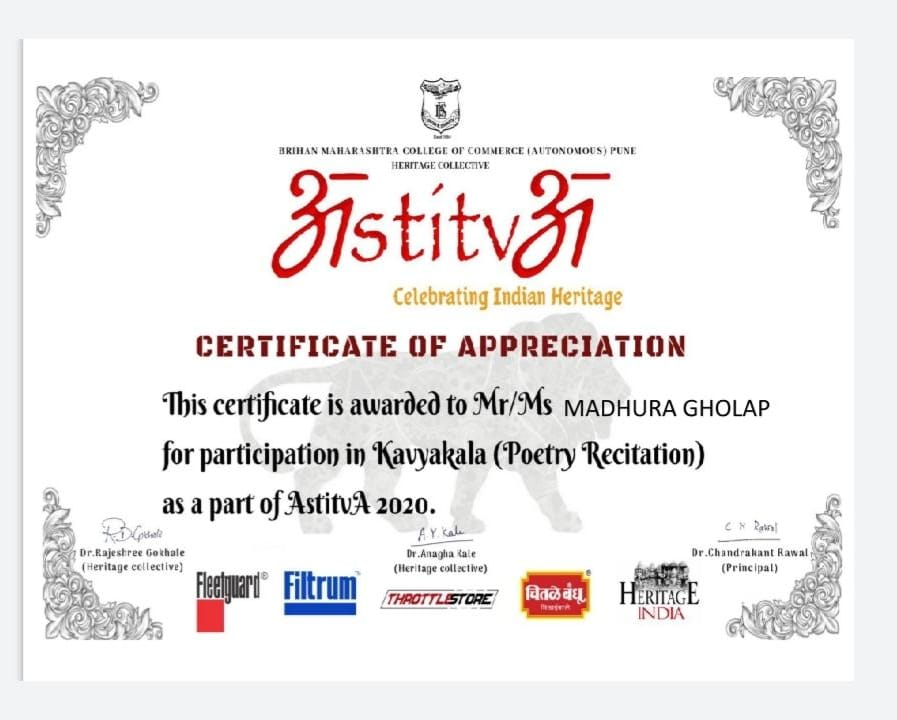 BRIHAN MAHARASHTRA COLLEGE OF COMMERCE (AUTONOMOUS) PUNE
HERITAGE COLLECTIVE
अstitvअ
Celebrating Indian Heritage
CERTIFICATE OF APPRECIATION
This certificate is awarded to Mr/Ms MADHURA GHOLAP
for participation in Kavyakala (Poetry Recitation)
as a part of AstitvA 2020.
A.Y. Kale
Dr.Rajeshree Gokhale
(Heritage collective)
Dr.Anagha Kale
(Heritage collective)
Dr.Chandrakant Rawal
(Principal)
Fleetguard®
Filtrum
THROTTLESTORE
चितळे बंधू
मिठाईवाले
HERITAGE
INDIA